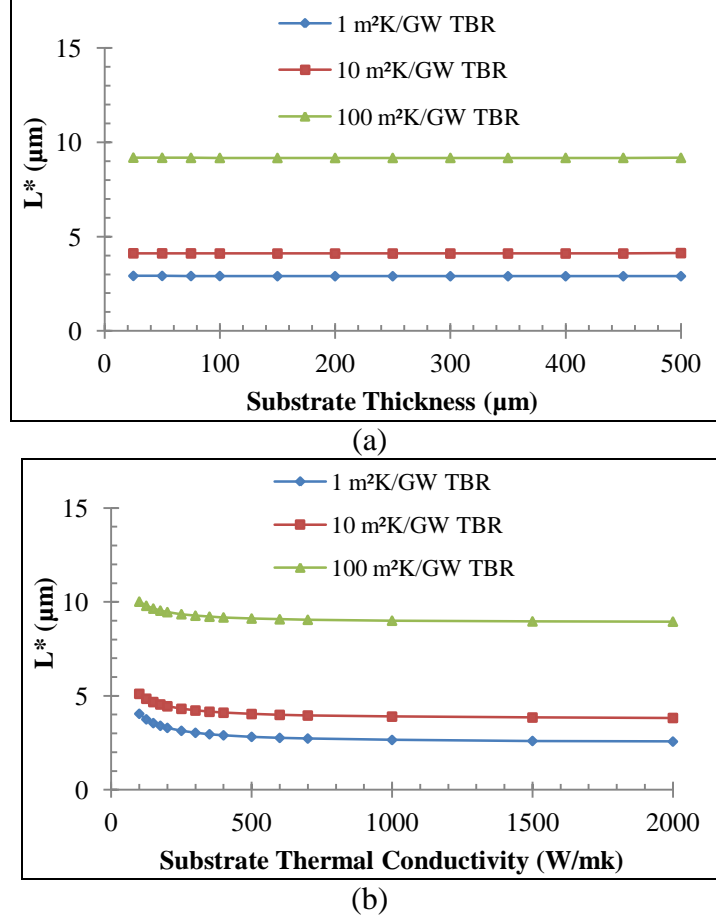 1 m²K/GW TBR
10 m²K/GW TBR
100 m²K/GW TBR
15
10
5
0
L* (µm)
0 100 200 300 400 500
Substrate Thickness (µm)
(a)
1 m²K/GW TBR
10 m²K/GW TBR
100 m²K/GW TBR
15
10
5
0
L* (µm)
0 500 1000 1500 2000
Substrate Thermal Conductivity (W/mk)
(b)